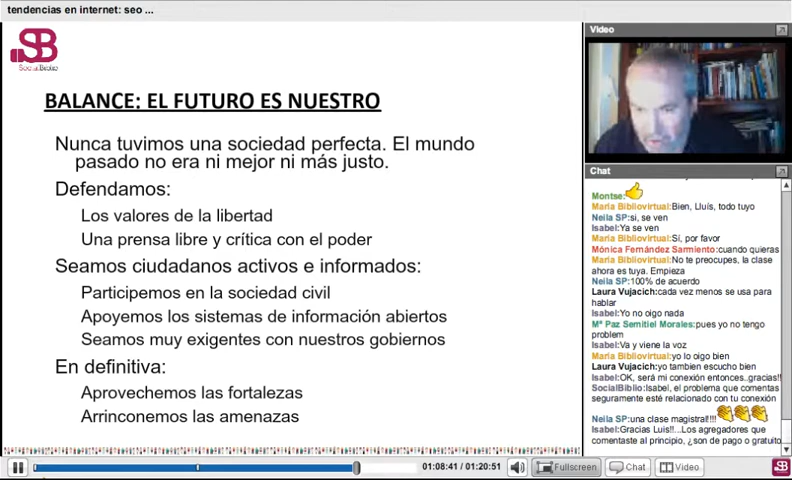 tendencias en internet: seo ...
SB
SocialBiblio
BALANCE: EL FUTURO ES NUESTRO
Nunca tuvimos una sociedad perfecta. El mundo
pasado no era ni mejor ni más justo.
Defendamos:
Los valores de la libertad
Una prensa libre y crítica con el poder
Seamos ciudadanos activos e informados:
Participemos en la sociedad civil
Apoyemos los sistemas de información abiertos
Seamos muy exigentes con nuestros gobiernos
En definitiva:
Aprovechemos las fortalezas
Arrinconemos las amenazas
Video
Chat
Montse:
María Bibliovirtual:Bien, Lluís, todo tuyo
Neila SP:si, se ven
Isabel:Ya se ven
María Bibliovirtual:Sí, por favor
Mónica Fernández Sarmiento:cuando quieras
María Bibliovirtual:No te preocupes, la clase
ahora es tuya. Empieza
Neila SP:100% de acuerdo
Laura Vujacich:cada vez menos se usa para
hablar
Isabel:Yo no oigo nada
Mª Paz Semitiel Morales:pues yo no tengo
problem
Isabel:Va y viene la voz
María Bibliovirtual:yo lo oigo bien
Laura Vujacich:yo tambien escucho bien
Isabel:OK, será mi conexión entonces..gracias!!
SocialBiblio:Isabel, el problema que comentas
seguramente esté relacionado con tu conexión
Neila SP:una clase magistral!!!!
Isabel:Gracias Luis!!...Los agregadores que
comentaste al principio, ¿son de pago o gratuito
01:08:41 / 01:20:51
Fullscreen
Chat
Video
SB